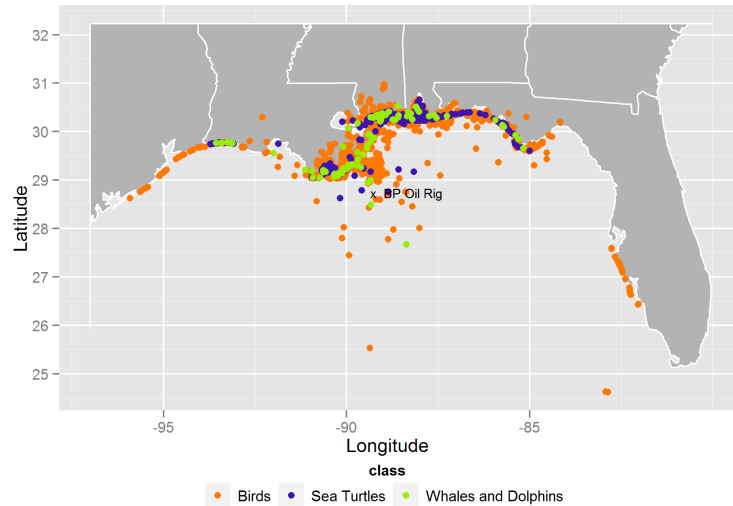 32
31
30
29
28
27
26
25
Latitude
x BP Oil Rig
-95
-90
-85
Longitude
class
Birds
Sea Turtles
Whales and Dolphins